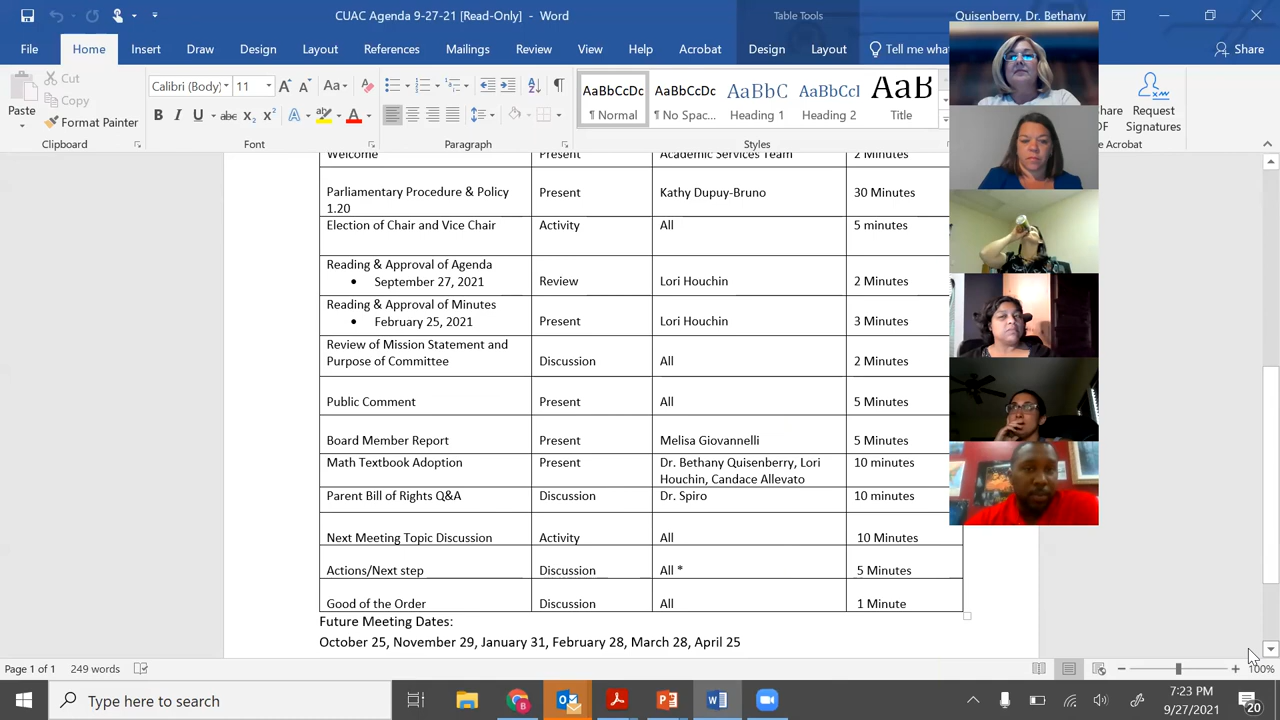 CUAC Agenda 9-27-21 [Read-Only] - Word
Table Tools
Quisenberry, Dr. Bethany
File Home Insert Draw Design Layout References Mailings Review View Help Acrobat Design Layout Tell me what Share
Paste
Cut
Copy
Format Painter
Clipboard
Calibri (Body) 11
Font
Paragraph
AaBbCcDc AaBbCcDc AaBbC AaBbCcl AaB
¶ Normal ¶ No Spac... Heading 1 Heading 2 Title
Styles
Request
Signatures
Welcome Present Academic Services Team 2 Minutes
Parliamentary Procedure & Policy
1.20
Present Kathy Dupuy-Bruno 30 Minutes
Election of Chair and Vice Chair Activity All 5 minutes
Reading & Approval of Agenda
• September 27, 2021 Review Lori Houchin 2 Minutes
Reading & Approval of Minutes
• February 25, 2021 Present Lori Houchin 3 Minutes
Review of Mission Statement and
Purpose of Committee Discussion All 2 Minutes
Public Comment Present All 5 Minutes
Board Member Report Present Melisa Giovannelli 5 Minutes
Math Textbook Adoption Present Dr. Bethany Quisenberry, Lori
Houchin, Candace Allevato
10 minutes
Parent Bill of Rights Q&A Discussion Dr. Spiro 10 minutes
Next Meeting Topic Discussion Activity All 10 Minutes
Actions/Next step Discussion All * 5 Minutes
Good of the Order Discussion All 1 Minute
Future Meeting Dates:
October 25, November 29, January 31, February 28, March 28, April 25
Page 1 of 1 249 words 100%
Type here to search
7:23 PM
9/27/2021
20